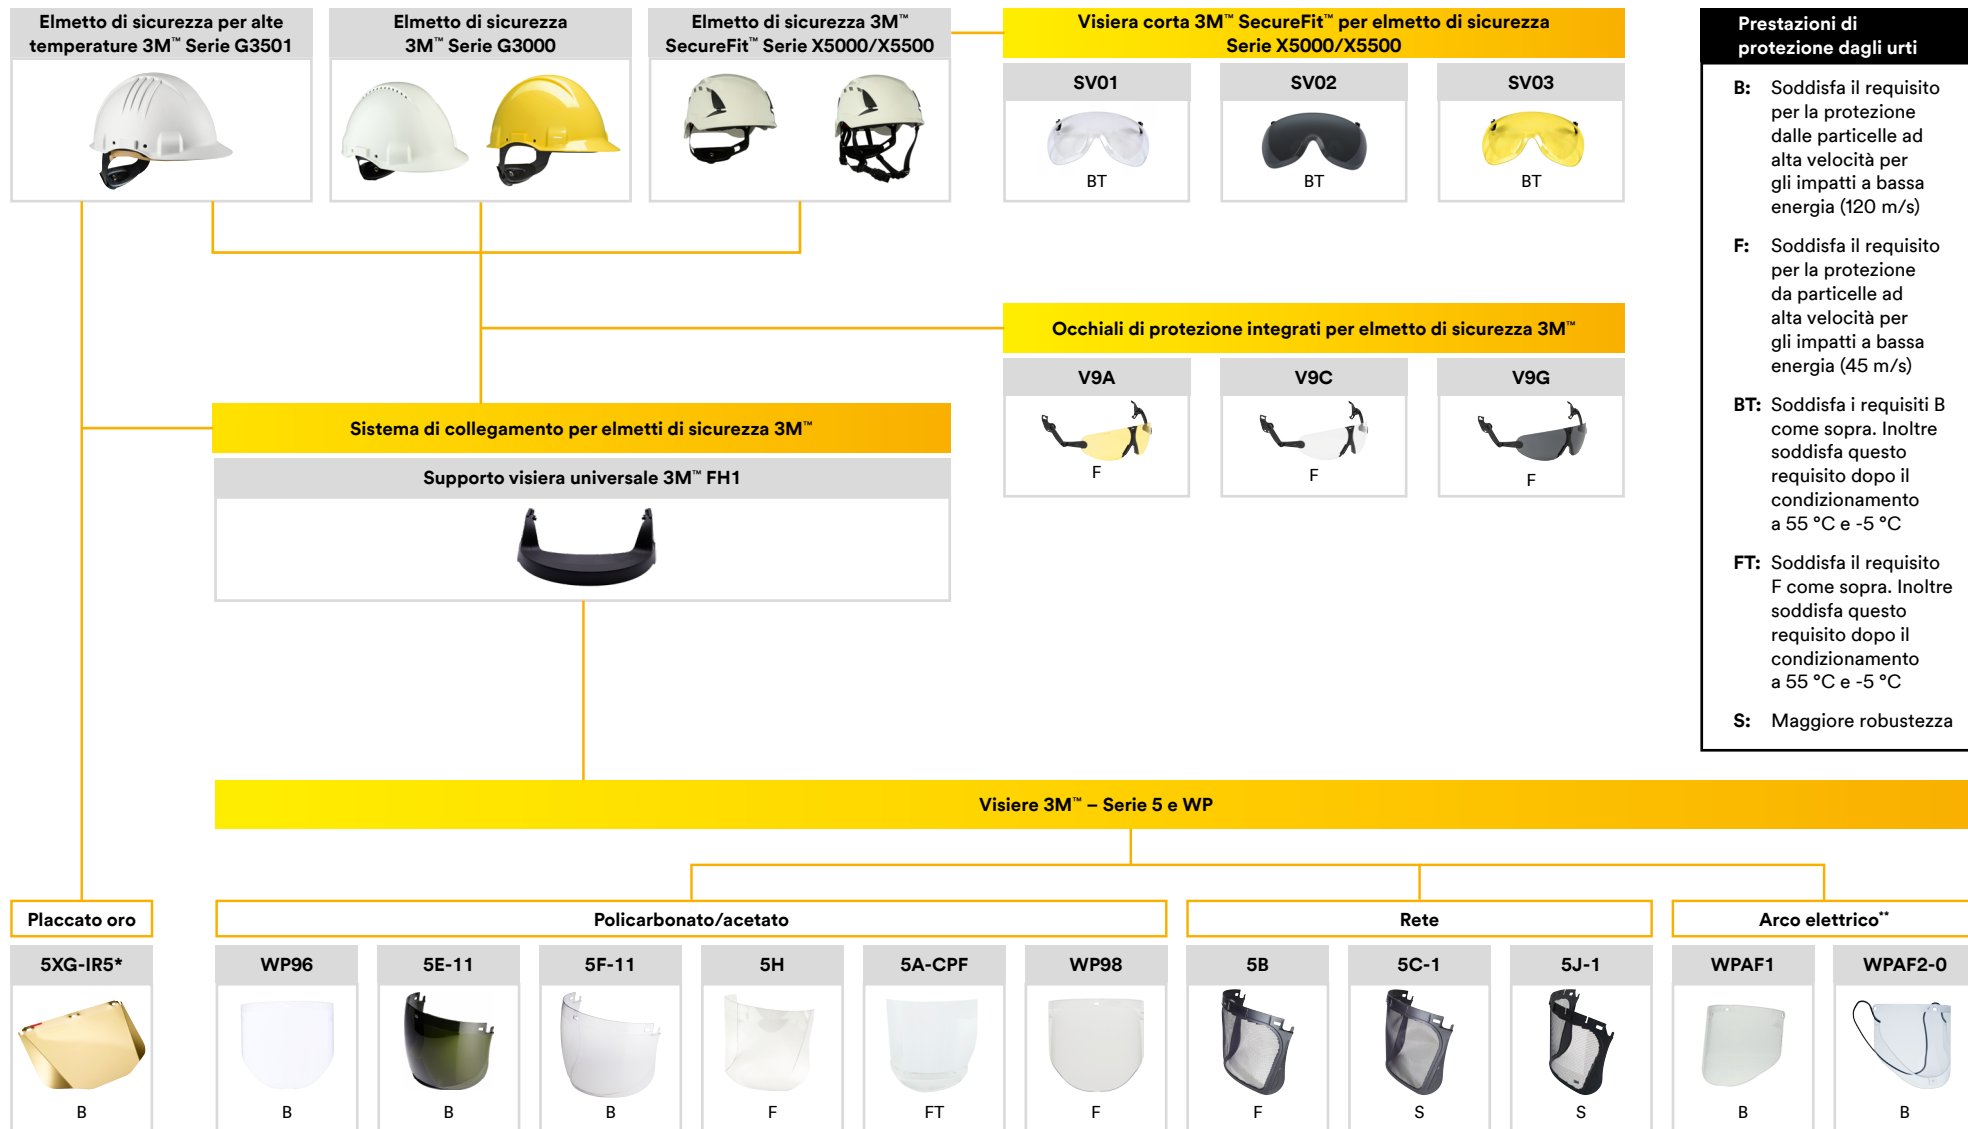 Elmetto di sicurezza per alte
temperature 3M™ Serie G3501
Elmetto di sicurezza
3M™ Serie G3000
Elmetto di sicurezza 3M™
SecureFit™ Serie X5000/X5500
Visiera corta 3M™ SecureFit™ per elmetto di sicurezza
Serie X5000/X5500
SV01
SV02
SV03
BT
BT
BT
Occhiali di protezione integrati per elmetto di sicurezza 3M™
V9A
V9C
V9G
F
F
F
Sistema di collegamento per elmetti di sicurezza 3M™
Supporto visiera universale 3M™ FH1
Prestazioni di
protezione dagli urti
B: Soddisfa il requisito
per la protezione
dalle particelle ad
alta velocità per
gli impatti a bassa
energia (120 m/s)
F: Soddisfa il requisito
per la protezione
da particelle ad
alta velocità per
gli impatti a bassa
energia (45 m/s)
BT: Soddisfa i requisiti B
come sopra. Inoltre
soddisfa questo
requisito dopo il
condizionamento
a 55 °C e -5 °C
FT: Soddisfa il requisito
F come sopra. Inoltre
soddisfa questo
requisito dopo il
condizionamento
a 55 °C e -5 °C
S: Maggiore robustezza
Visiere 3M™ – Serie 5 e WP
Placcato oro
Policarbonato/acetato
Rete
Arco elettrico**
5XG-IR5*
WP96
5E-11
5F-11
5H
5A-CPF
WP98
5B
5C-1
5J-1
WPAF1
WPAF2-0
B
B
B
B
F
FT
F
F
S
S
B
B